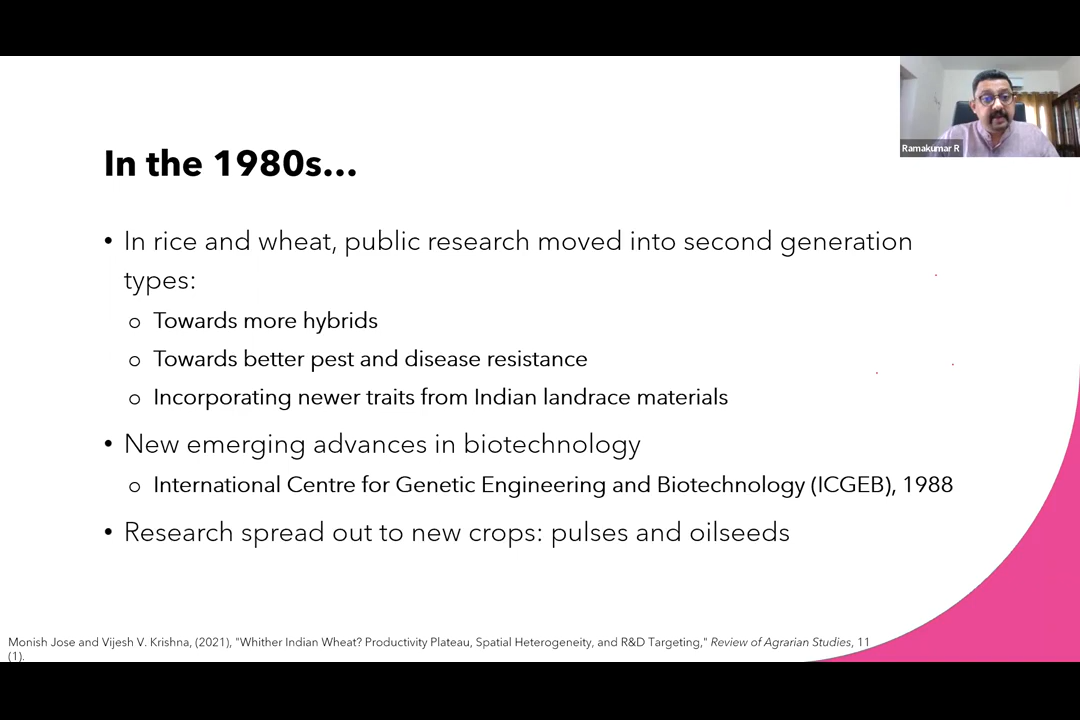 Ramakumar R
In the 1980s...
• In rice and wheat, public research moved into second generation
types:
o Towards more hybrids
o Towards better pest and disease resistance
o Incorporating newer traits from Indian landrace materials
• New emerging advances in biotechnology
o International Centre for Genetic Engineering and Biotechnology (ICGEB), 1988
• Research spread out to new crops: pulses and oilseeds
Monish Jose and Vijesh V. Krishna, (2021), "Whither Indian Wheat? Productivity Plateau, Spatial Heterogeneity, and R&D Targeting," Review of Agrarian Studies, 11
(1).